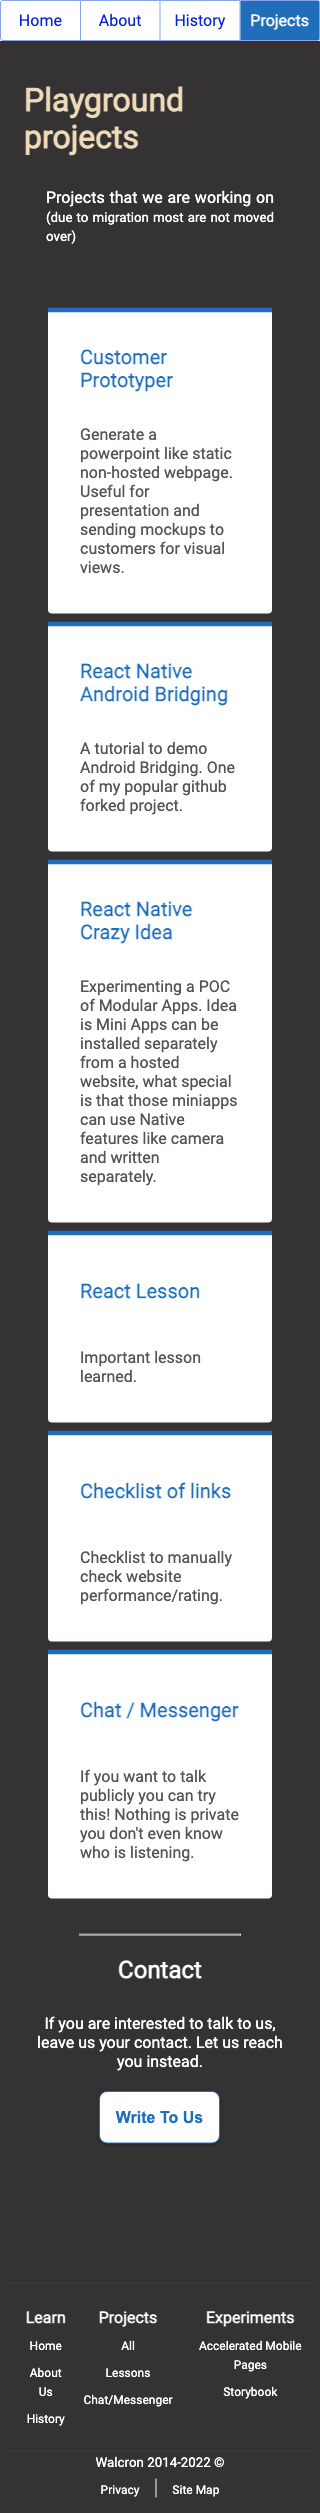 Home About History Projects
Playground
projects
Projects that we are working on
(due to migration most are not moved
over)
Customer
Prototyper
Generate a
powerpoint like static
non-hosted webpage.
Useful for
presentation and
sending mockups to
customers for visual
views.
React Native
Android Bridging
A tutorial to demo
Android Bridging. One
of my popular github
forked project.
React Native
Crazy Idea
Experimenting a POC
of Modular Apps. Idea
is Mini Apps can be
installed separately
from a hosted
website, what special
is that those miniapps
can use Native
features like camera
and written
separately.
React Lesson
Important lesson
learned.
Checklist of links
Checklist to manually
check website
performance/rating.
Chat / Messenger
If you want to talk
publicly you can try
this! Nothing is private
you don't even know
who is listening.
Contact
If you are interested to talk to us,
leave us your contact. Let us reach
you instead.
Write To Us
Learn
Home
About
Us
History
Projects
All
Lessons
Chat/Messenger
Experiments
Accelerated Mobile
Pages
Storybook
Walcron 2014-2022 ©
Privacy Site Map